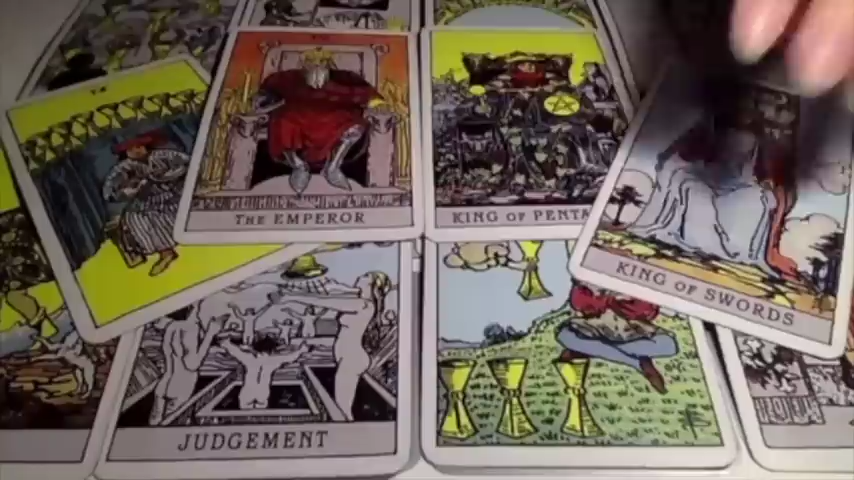 THE EMPEROR
KING OF PENTA
KING OF SWORDS
JUDGEMENT